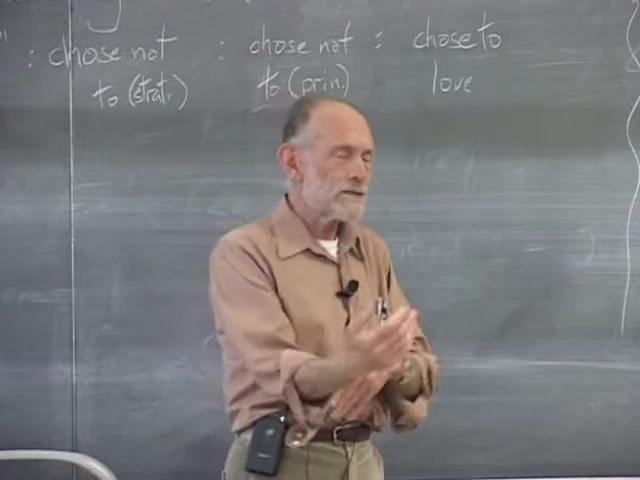 : chose not : chose not : chose to
to (strat.) to (prin.) love